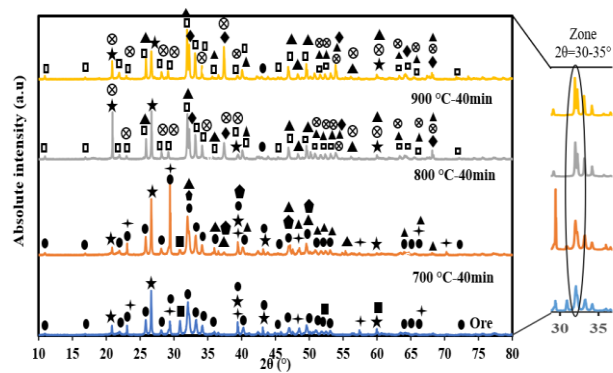 Zone
2θ=30-35°
900 °C-40min
800 °C-40min
700 °C-40min
Ore
Absolute intensity (a.u)
10 15 20 25 30 35 40 45 50 55 60 65 70 75 80
2θ (°)
30 35